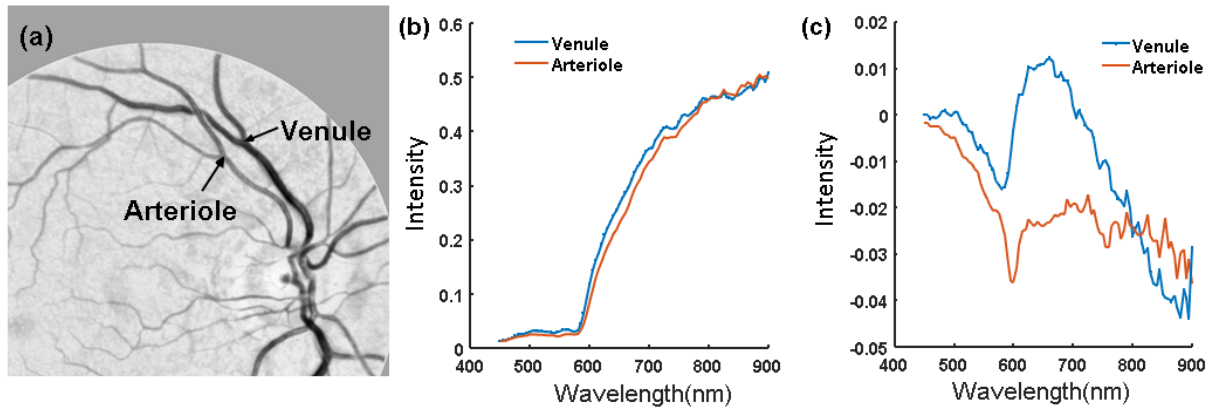 (a)
Venule
Arteriole
(b)
0.6
0.5
0.4
0.3
0.2
0.1
0
Intensity
Venule
Arteriole
400 500 600 700 800 900
Wavelength(nm)
(c)
0.02
0.01
0
-0.01
-0.02
-0.03
-0.04
-0.05
Intensity
Venule
Arteriole
400 500 600 700 800 900
Wavelength(nm)